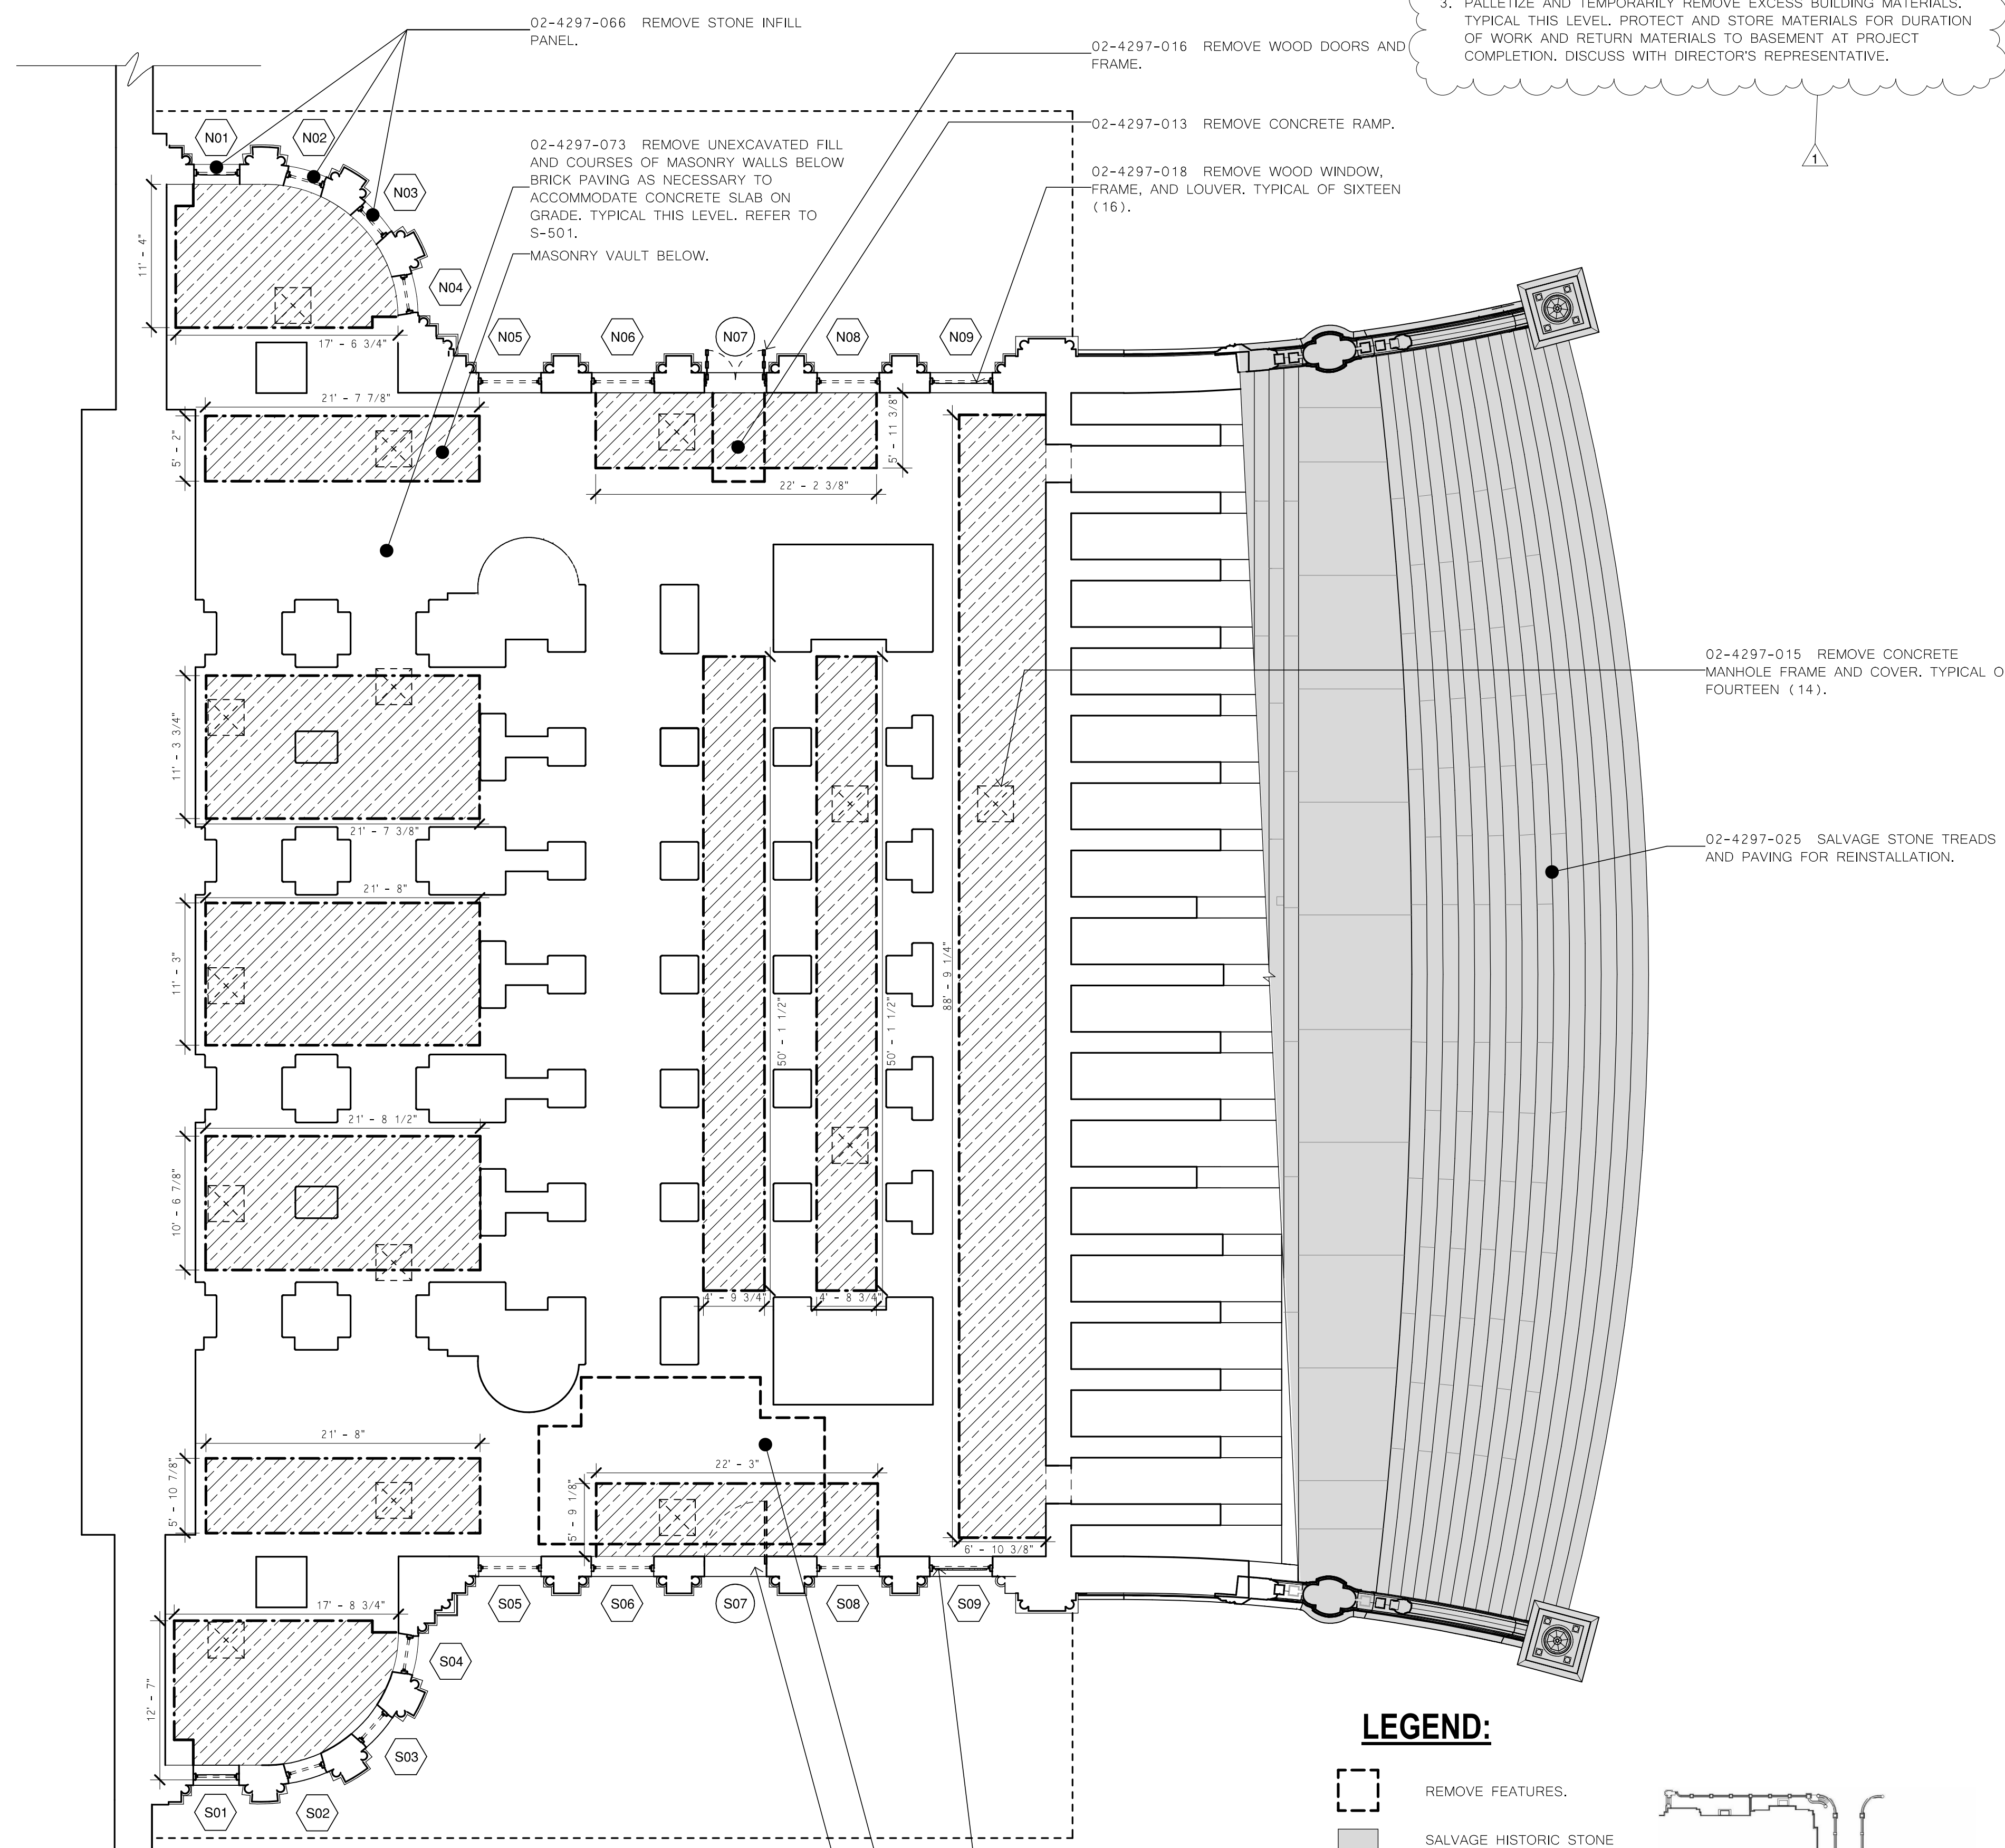 3. PALLETIZE AND TEMPORARILY REMOVE EXCESS BUILDING MATERIALS.
TYPICAL THIS LEVEL. PROTECT AND STORE MATERIALS FOR DURATION
OF WORK AND RETURN MATERIALS TO BASEMENT AT PROJECT
COMPLETION. DISCUSS WITH DIRECTOR'S REPRESENTATIVE.
1
02-4297-066 REMOVE STONE INFILL
PANEL.
02-4297-016 REMOVE WOOD DOORS AND
FRAME.
02-4297-013 REMOVE CONCRETE RAMP.
02-4297-018 REMOVE WOOD WINDOW,
FRAME, AND LOUVER. TYPICAL OF SIXTEEN
(16).
02-4297-073 REMOVE UNEXCAVATED FILL
AND COURSES OF MASONRY WALLS BELOW
BRICK PAVING AS NECESSARY TO
ACCOMMODATE CONCRETE SLAB ON
GRADE. TYPICAL THIS LEVEL. REFER TO
S-501.
MASONRY VAULT BELOW.
N01
N02
N03
N04
N05
N06
N07
N08
N09
11' - 4"
17' - 6 3/4"
21' - 7 7/8"
5' - 2"
5' - 11 3/8"
22' - 2 3/8"
02-4297-015 REMOVE CONCRETE
MANHOLE FRAME AND COVER. TYPICAL O
FOURTEEN (14).
11' - 3 3/4"
21' - 7 3/8"
02-4297-025 SALVAGE STONE TREADS
AND PAVING FOR REINSTALLATION.
21' - 8"
11' - 3"
88' - 9 1/4"
50' - 1 1/2"
50' - 1 1/2"
21' - 8 1/2"
10' - 6 7/8"
4' - 9 3/4"
4' - 8 3/4"
21' - 8"
5' - 10 7/8"
22' - 3"
5' - 9 1/8"
6' - 10 3/8"
17' - 8 3/4"
12' - 7"
S05
S06
S07
S08
S09
S04
S03
S01
S02
LEGEND:
REMOVE FEATURES.
SALVAGE HISTORIC STONE